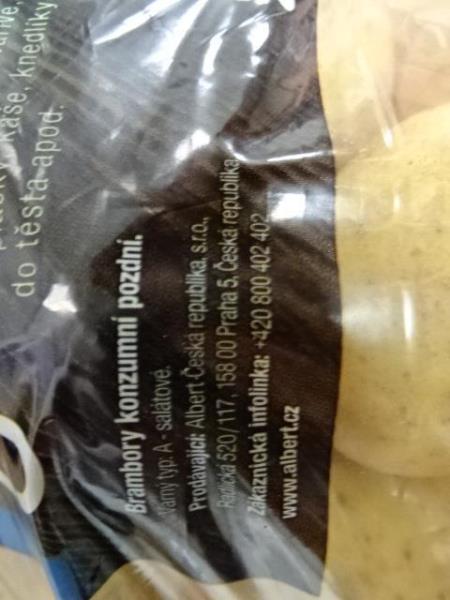 kaše, knedlíky
do těsta apod.
Brambory konzumní pozdní.
Varný typ: A - salátové.
Prodávající: Albert Česká republika, s.r.o.,
Radlická 520/117, 158 00 Praha 5, Česká republika
Zákaznická infolinka: +420 800 402 402
www.albert.cz